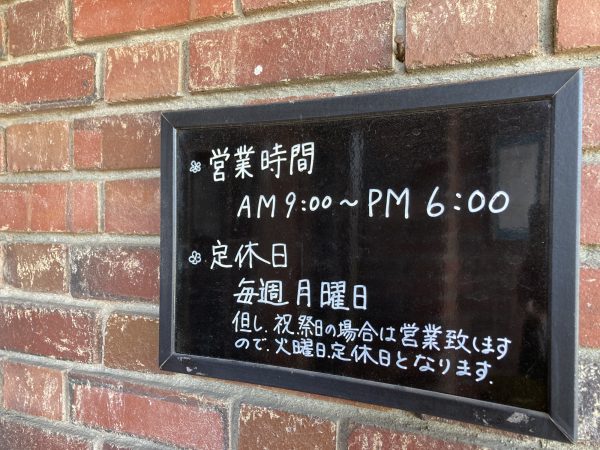 ❀ 営業時間
AM 9:00〜PM 6:00
❀ 定休日
毎週月曜日
但し、祝祭日の場合は営業致します
ので、火曜日定休日となります.